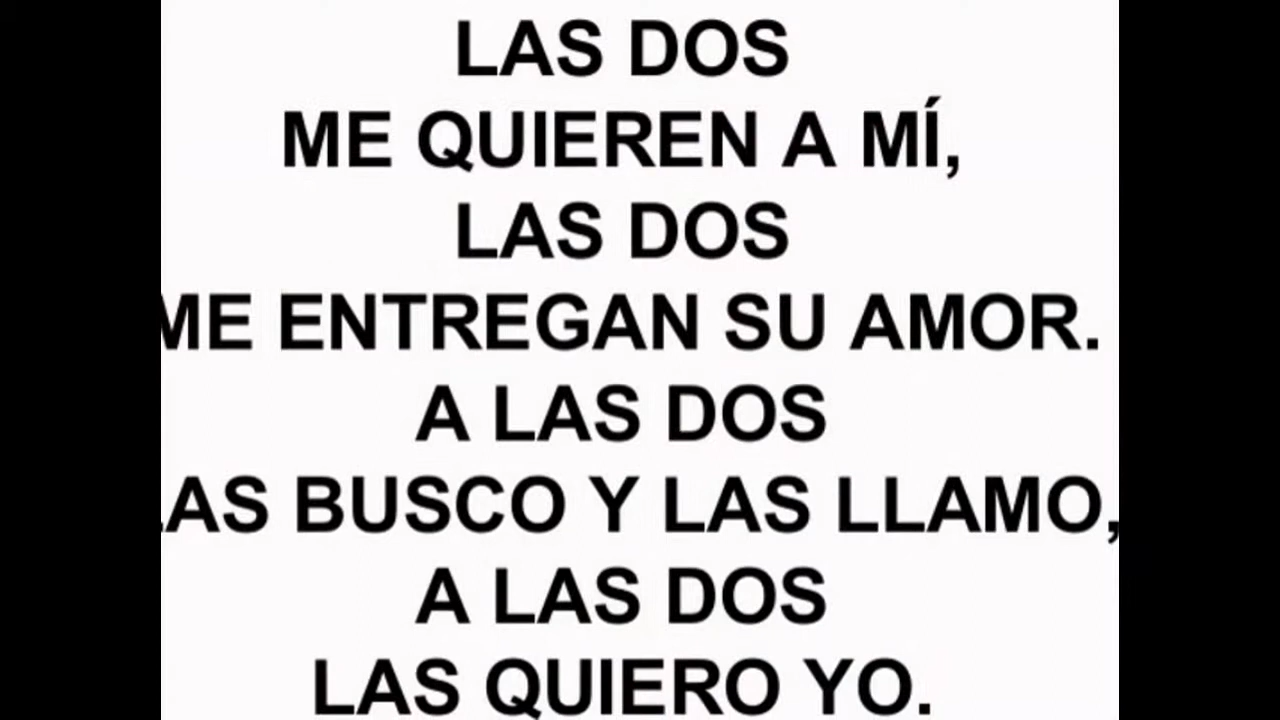 LAS DOS
ME QUIEREN A MÍ,
LAS DOS
ME ENTREGAN SU AMOR.
A LAS DOS
LAS BUSCO Y LAS LLAMO,
A LAS DOS
LAS QUIERO YO.